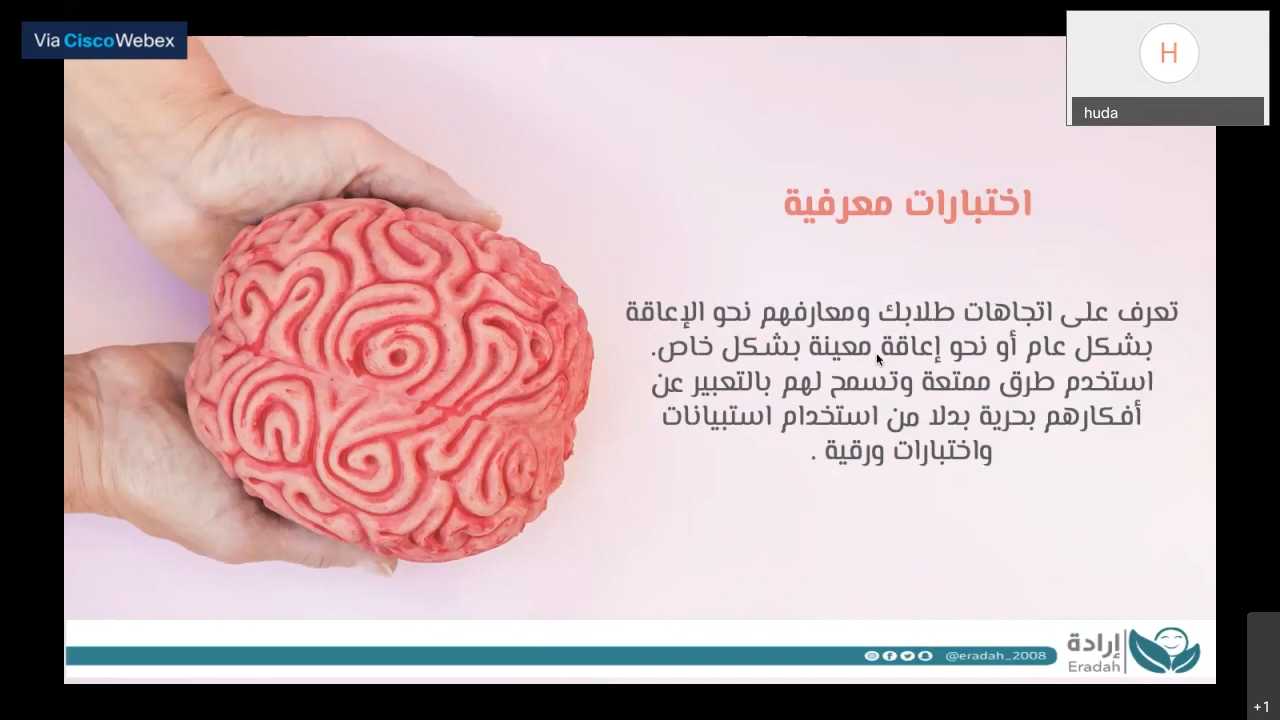 Via Cisco Webex
H
huda
اختبارات معرفية
تعرف على اتجاهات طلابك ومعارفهم نحو الإعاقة
بشكل عام أو نحو إعاقة معينة بشكل خاص.
استخدم طرق ممتعة وتسمح لهم بالتعبير عن
أفكارهم بحرية بدلا من استخدام استبيانات
واختبارات ورقية .
@eradah_2008
إرادة
Eradah
+1